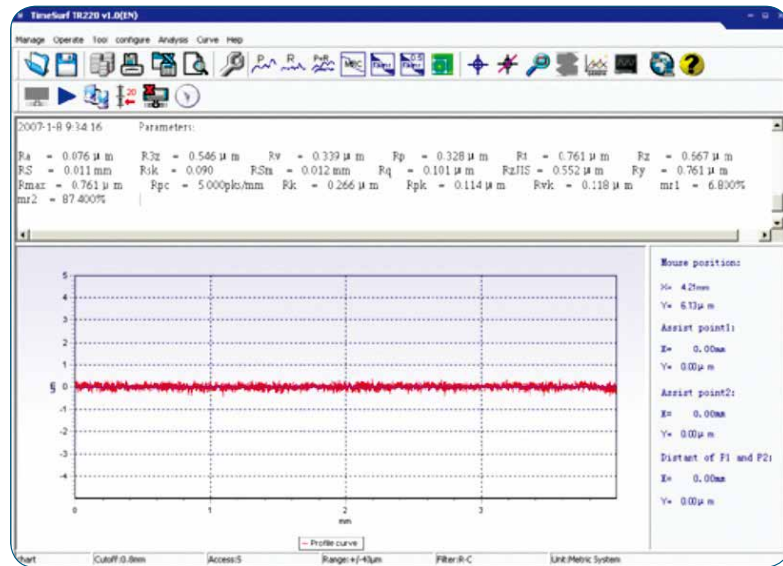 TimeSurf TR220 v1.0(EN)
Manage Operate Tool configure Analysis Curve Help
P R P+R MRC
20
2007-1-8 9:34:16 Parameters:
Ra = 0.076 μ m R3z = 0.546 μ m Rv = 0.339 μ m Rp = 0.328 μ m Rt = 0.761 μ m Rz = 0.667 μ m
RS = 0.011 mm Rsk = 0.090 RSm = 0.012 mm Rq = 0.101 μ m RzJIS = 0.552 μ m Ry = 0.761 μ m
Rmax = 0.761 μ m Rpc = 5.000pks/mm Rk = 0.266 μ m Rpk = 0.114 μ m Rvk = 0.118 μ m mr1 = 6.800%
mr2 = 87.400%
Mouse position:
X= 4.21mm
Y= 6.13μ m
Assist point1:
X= 0.00mm
Y= 0.00μ m
Assist point2:
X= 0.00mm
Y= 0.00μ m
Distant of P1 and P2:
X= 0.00mm
Y= 0.00μ m
5
4
3
2
1
0
-1
-2
-3
-4
μm
0 1 2 3
mm
Profile curve
chart Cutoff:0.8mm Access:5 Range:+/-40μm Filter:R-C Unit:Metric System